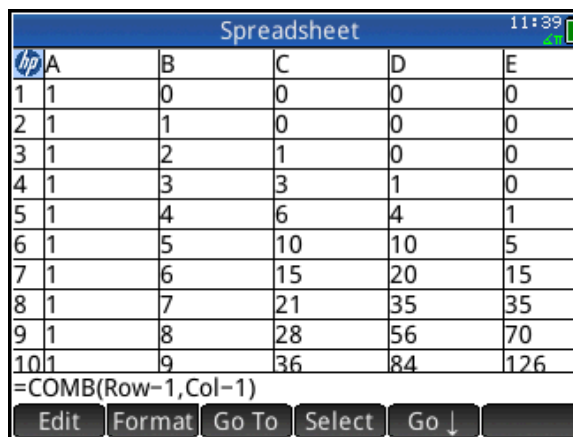 Spreadsheet 11:39
∡π
hp A B C D E
1 1 0 0 0 0
2 1 1 0 0 0
3 1 2 1 0 0
4 1 3 3 1 0
5 1 4 6 4 1
6 1 5 10 10 5
7 1 6 15 20 15
8 1 7 21 35 35
9 1 8 28 56 70
10 1 9 36 84 126
=COMB(Row−1,Col−1)
Edit Format Go To Select Go ↓